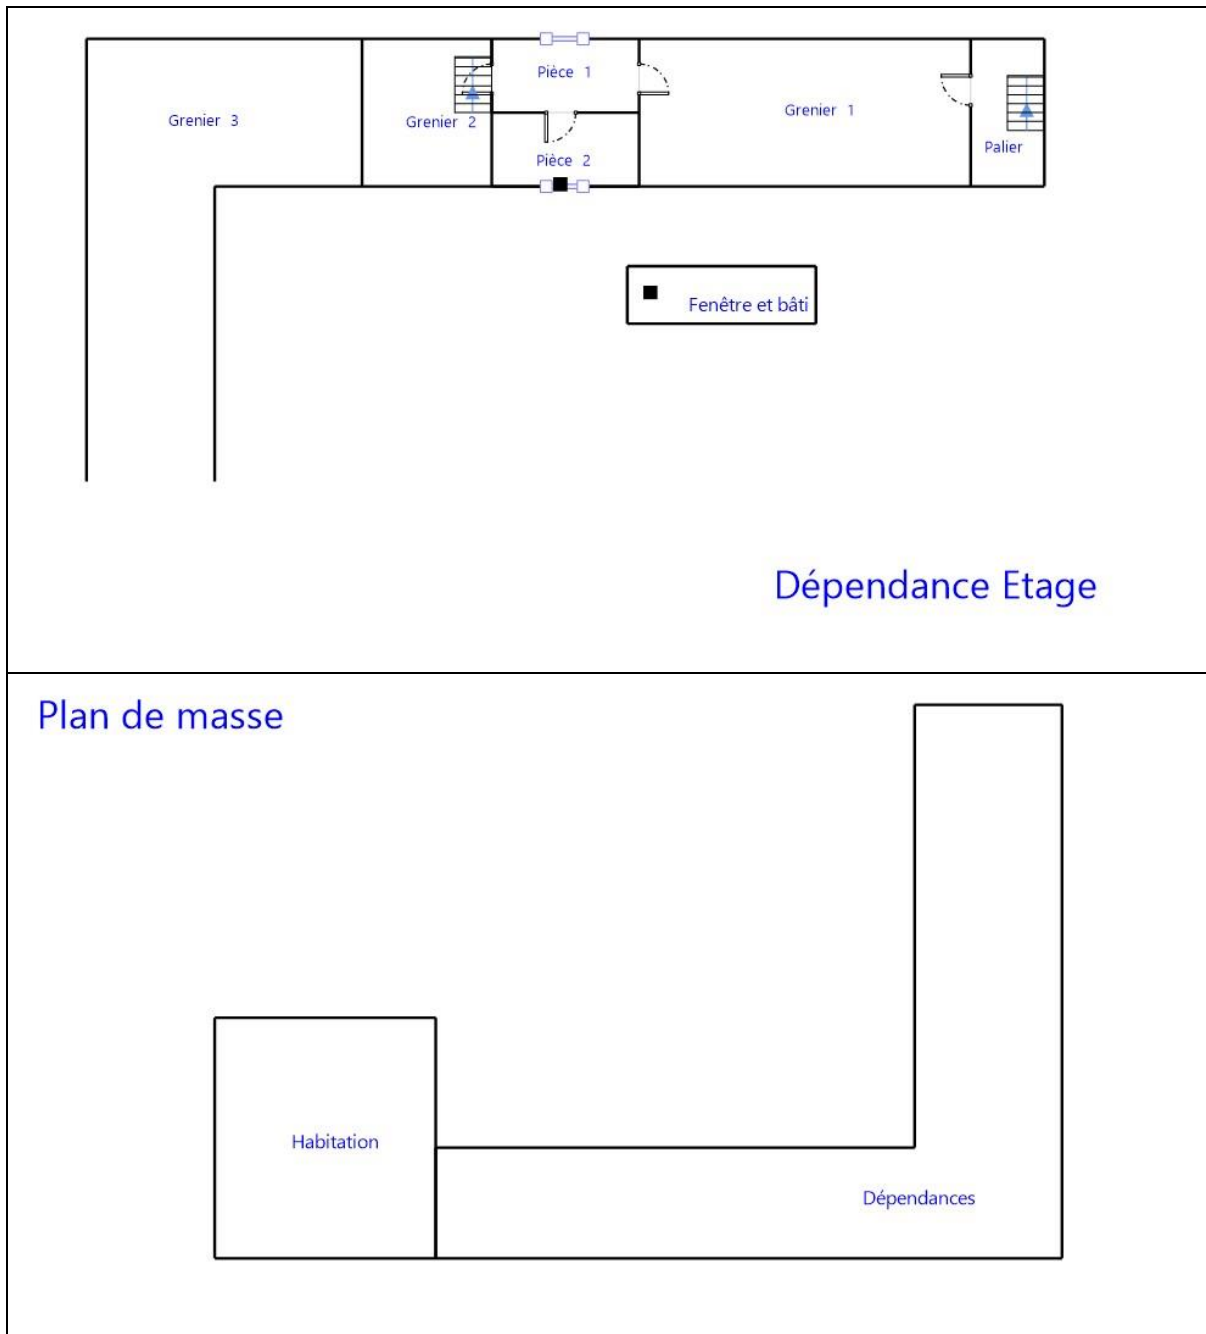 Pièce 1
Grenier 3
Grenier 2
Grenier 1
Pièce 2
Palier
Fenêtre et bâti
Dépendance Etage
Plan de masse
Habitation
Dépendances